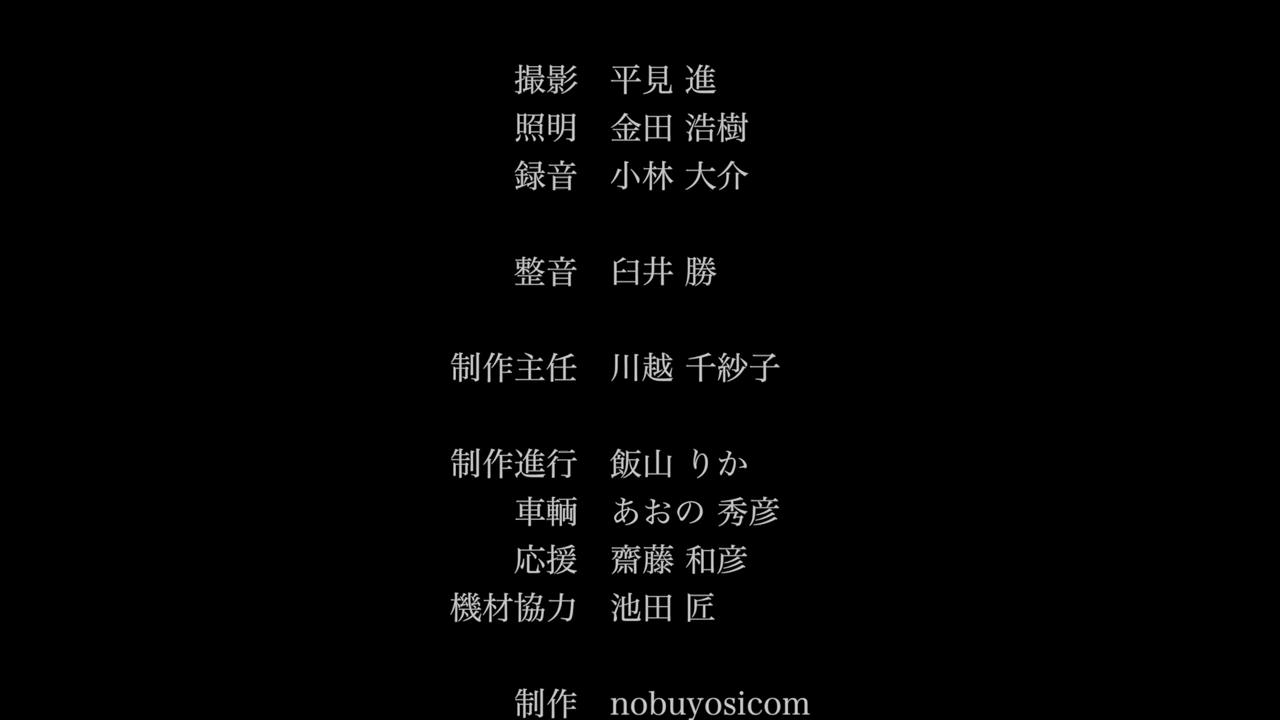 撮影　平見 進
照明　金田 浩樹
録音　小林 大介
整音　臼井 勝
制作主任　川越 千紗子
制作進行　飯山 りか
車輌　あおの 秀彦
応援　齋藤 和彦
機材協力　池田 匠
制作　nobuyosicom